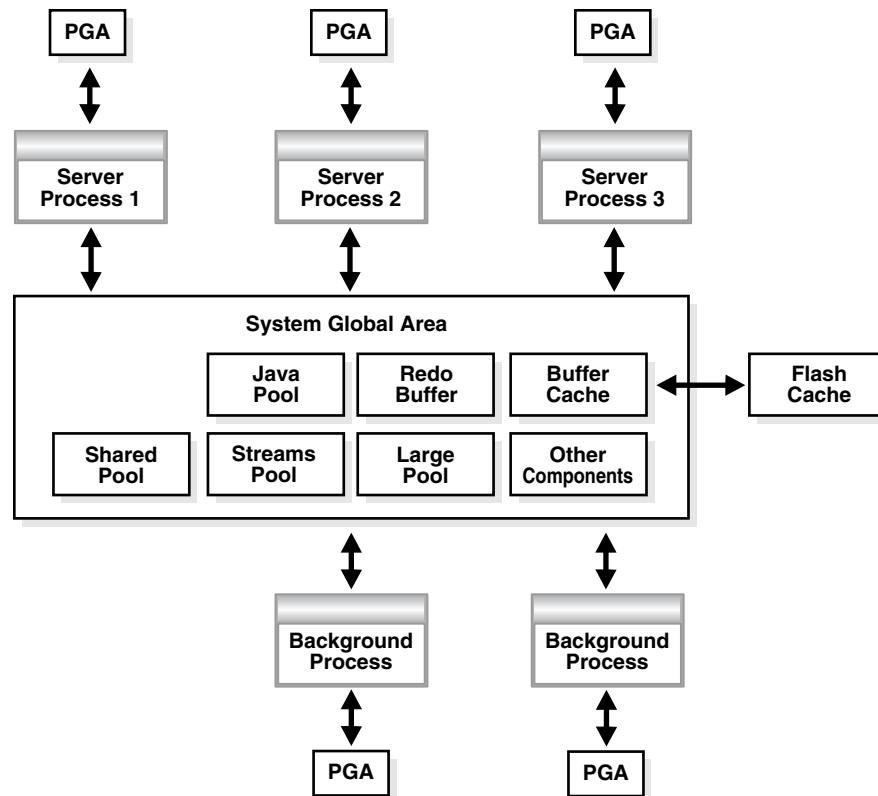 PGA
PGA
PGA
Server
Process 1
Server
Process 2
Server
Process 3
System Global Area
Java
Pool
Redo
Buffer
Buffer
Cache
Flash
Cache
Shared
Pool
Streams
Pool
Large
Pool
Other
Components
Background
Process
Background
Process
PGA
PGA